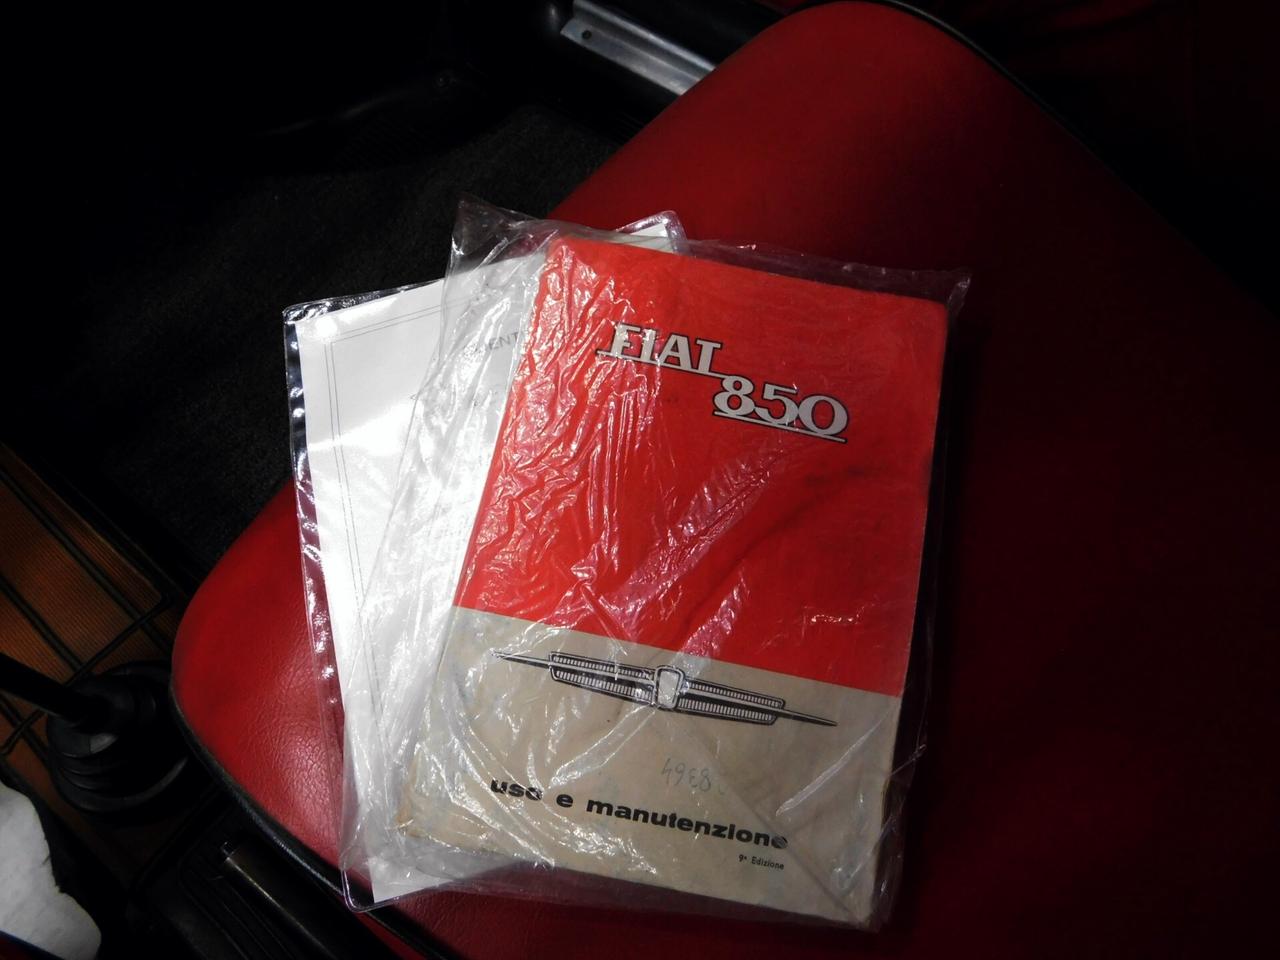 FIAT
850
uso e manutenzione
9ª Edizione